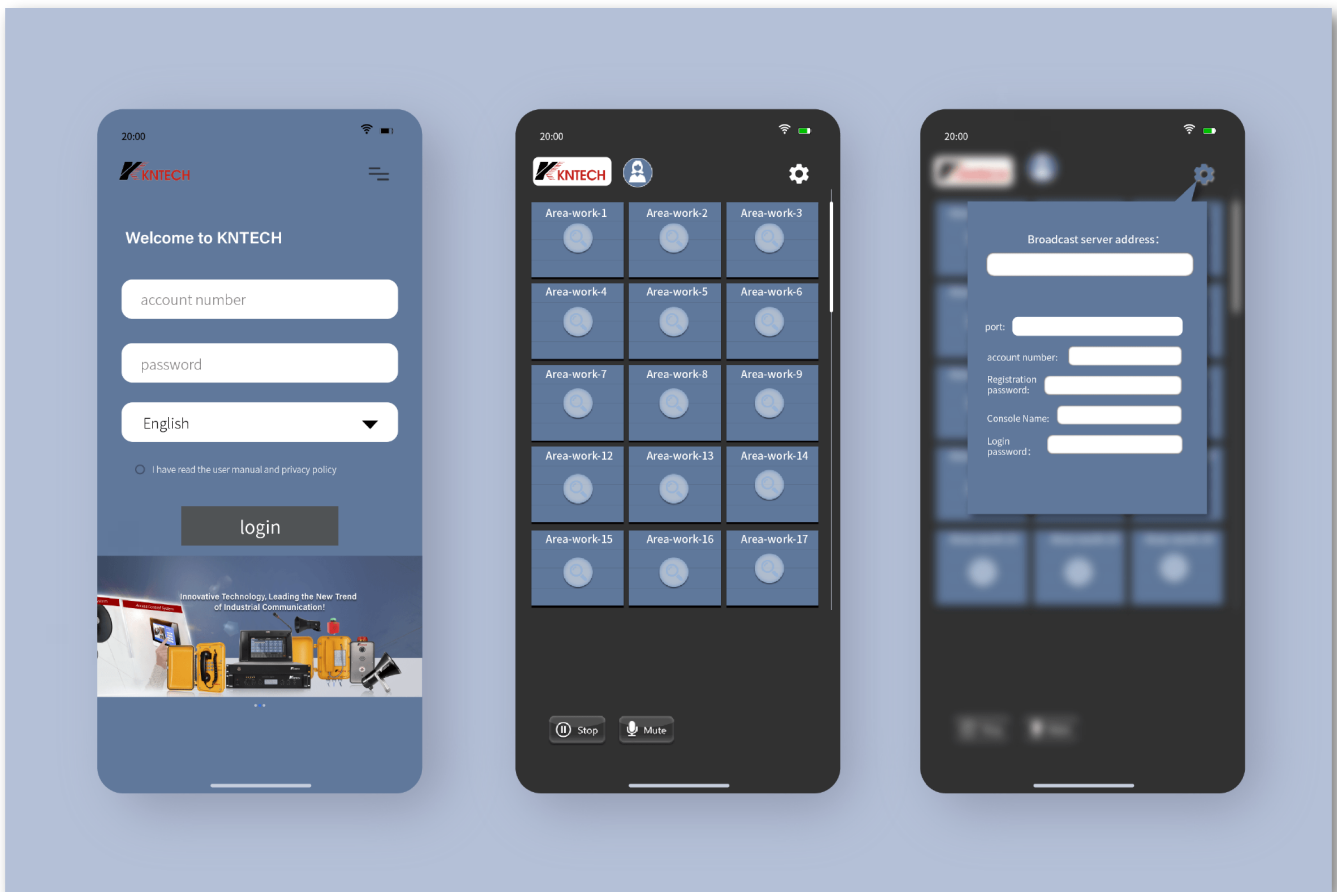 20:00
KNTECH
Welcome to KNTECH
account number
password
English
I have read the user manual and privacy policy
login
Innovative Technology, Leading the New Trend
of Industrial Communication!
20:00
KNTECH
Area-work-1 Area-work-2 Area-work-3
Area-work-4 Area-work-5 Area-work-6
Area-work-7 Area-work-8 Area-work-9
Area-work-12 Area-work-13 Area-work-14
Area-work-15 Area-work-16 Area-work-17
Stop Mute
20:00
Broadcast server address:
port:
account number:
Registration
password:
Console Name:
Login
password: